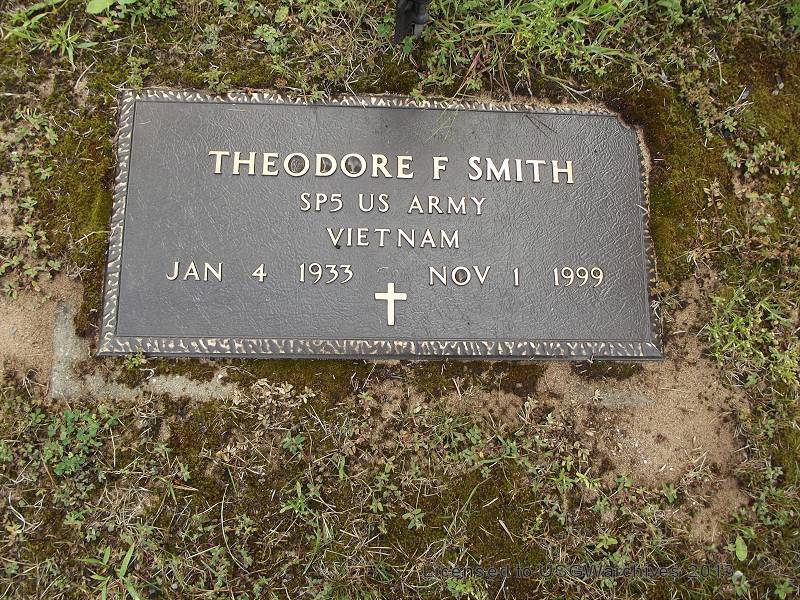 THEODORE F SMITH
SP5 US ARMY
VIETNAM
JAN 4 1933 NOV 1 1999
Licensed to USGWarchives 2015